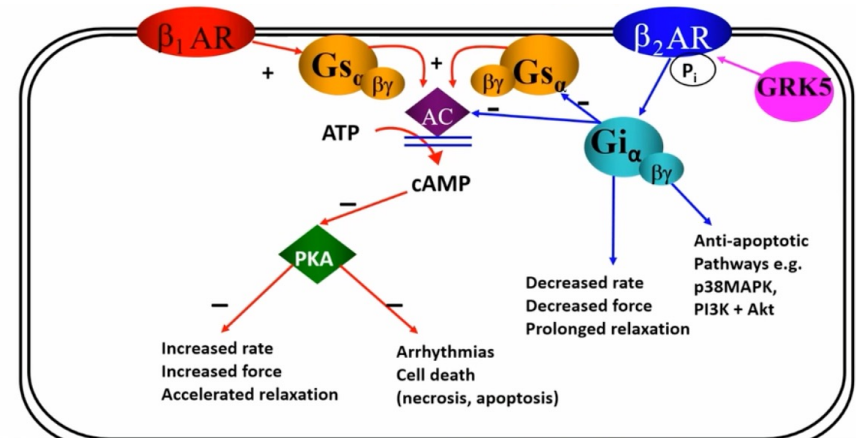 β₁ AR
β₂AR
Gsα
βγ
+
+
βγ
Gsα
Pᵢ
GRK5
AC
–
–
ATP
Giα
βγ
cAMP
–
PKA
Anti-apoptotic
Pathways e.g.
p38MAPK,
PI3K + Akt
Decreased rate
Decreased force
Prolonged relaxation
–
–
Increased rate
Increased force
Accelerated relaxation
Arrhythmias
Cell death
(necrosis, apoptosis)